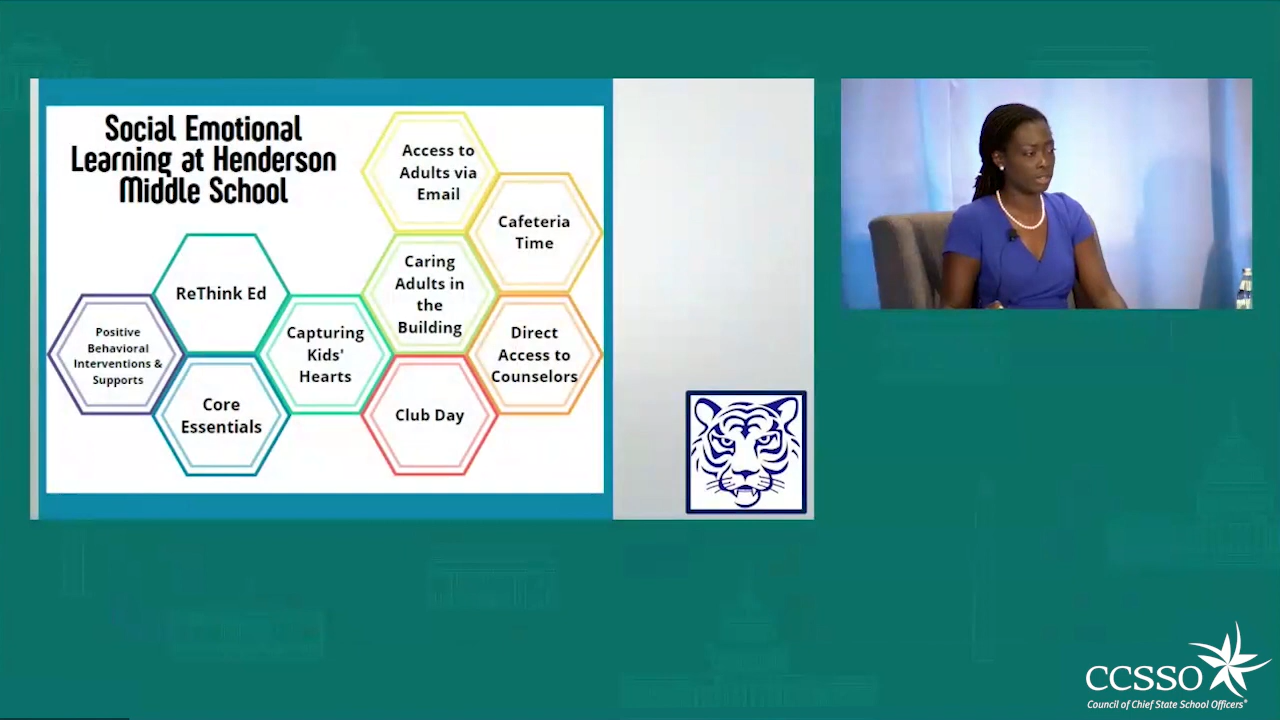 Social Emotional
Learning at Henderson
Middle School
Access to
Adults via
Email
Cafeteria
Time
ReThink Ed
Caring
Adults in
the
Building
Positive
Behavioral
Interventions &
Supports
Capturing
Kids'
Hearts
Direct
Access to
Counselors
Core
Essentials
Club Day
CCSSO
Council of Chief State School Officers®